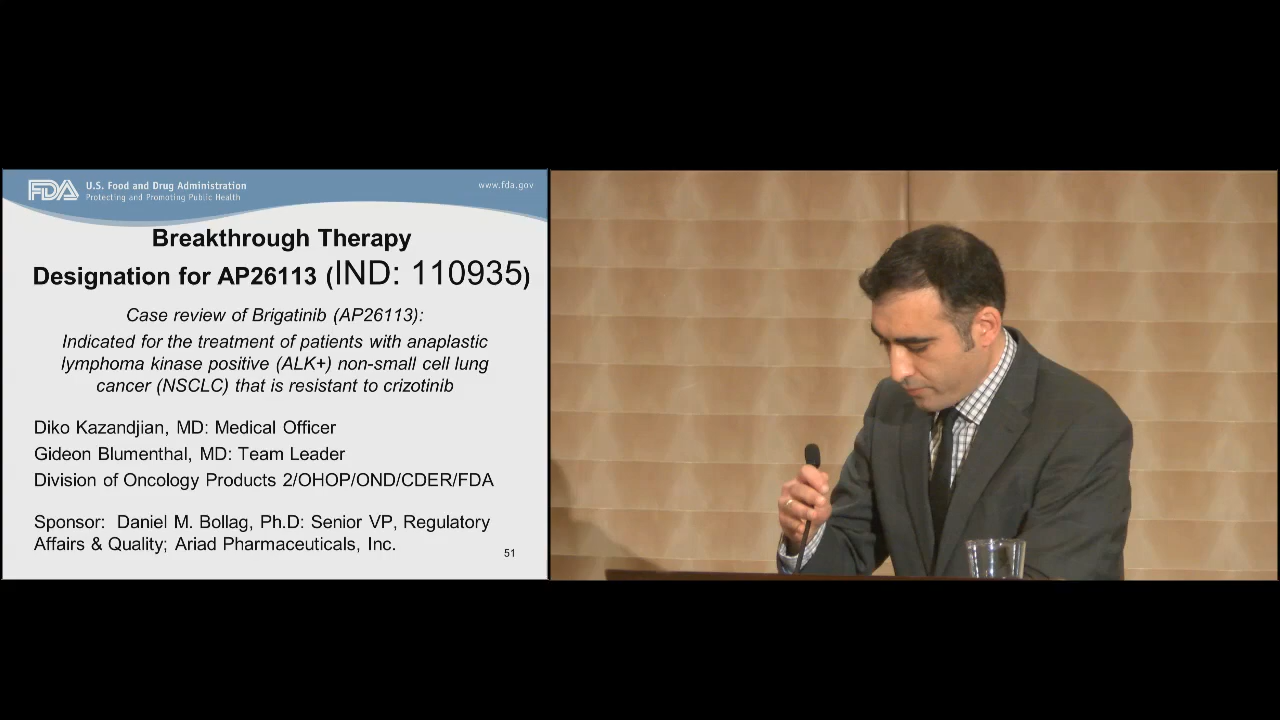 FDA
U.S. Food and Drug Administration
Protecting and Promoting Public Health
www.fda.gov
Breakthrough Therapy
Designation for AP26113 (IND: 110935)
Case review of Brigatinib (AP26113):
Indicated for the treatment of patients with anaplastic
lymphoma kinase positive (ALK+) non-small cell lung
cancer (NSCLC) that is resistant to crizotinib
Diko Kazandjian, MD: Medical Officer
Gideon Blumenthal, MD: Team Leader
Division of Oncology Products 2/OHOP/OND/CDER/FDA
Sponsor: Daniel M. Bollag, Ph.D: Senior VP, Regulatory
Affairs & Quality; Ariad Pharmaceuticals, Inc.
51